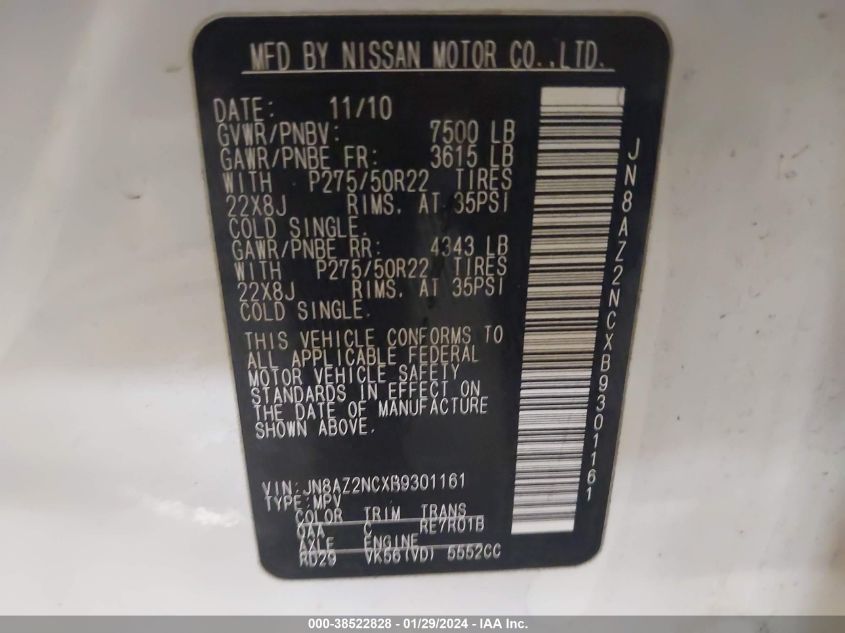 MFD BY NISSAN MOTOR CO.,LTD.
DATE: 11/10
GVWR/PNBV: 7500 LB
GAWR/PNBE FR: 3615 LB
WITH P275/50R22 TIRES
22X8J RIMS, AT 35PSI
COLD SINGLE.
GAWR/PNBE RR: 4343 LB
WITH P275/50R22 TIRES
22X8J RIMS, AT 35PSI
COLD SINGLE.
THIS VEHICLE CONFORMS TO
ALL APPLICABLE FEDERAL
MOTOR VEHICLE SAFETY
STANDARDS IN EFFECT ON
THE DATE OF MANUFACTURE
SHOWN ABOVE.
VIN: JN8AZ2NCXB9301161
TYPE: MPV
COLOR TRIM TRANS
QAA C RE7R01B
AXLE ENGINE
RD29 VK56(VD) 5552CC
JN8AZ2NCXB9301161
000-38522828 - 01/29/2024 - IAA Inc.